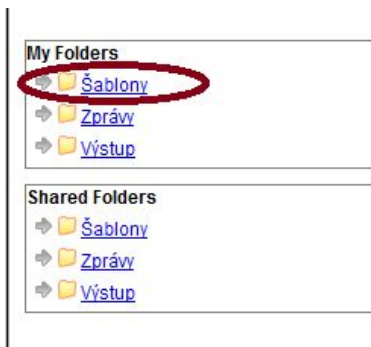 My Folders
Šablony
Zprávy
Výstup
Shared Folders
Šablony
Zprávy
Výstup